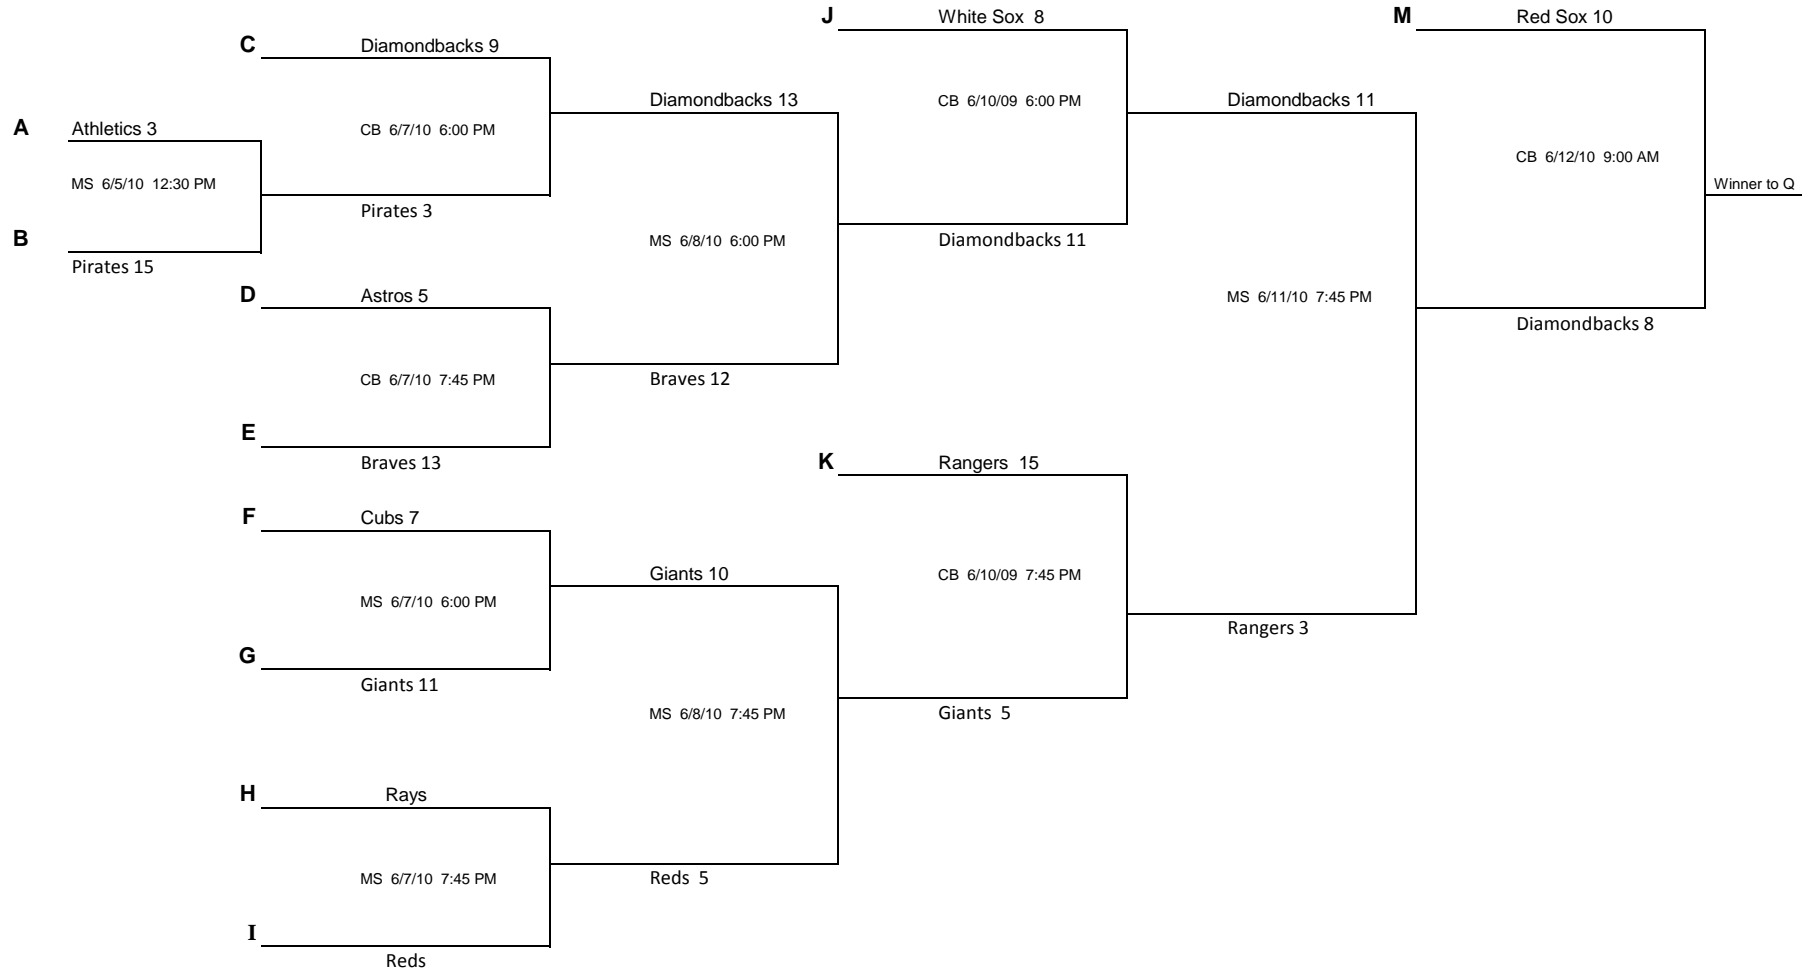 J White Sox  8
M Red Sox 10
C Diamondbacks 9
Diamondbacks 13
CB  6/10/09  6:00 PM
Diamondbacks 11
A Athletics 3
CB  6/7/10  6:00 PM
CB  6/12/10  9:00 AM
MS  6/5/10  12:30 PM
Winner to Q
Pirates 3
B
Pirates 15
MS  6/8/10  6:00 PM
Diamondbacks 11
D Astros 5
MS  6/11/10  7:45 PM
Diamondbacks 8
CB  6/7/10  7:45 PM
Braves 12
E
Braves 13
K Rangers  15
F Cubs 7
Giants 10
CB  6/10/09  7:45 PM
MS  6/7/10  6:00 PM
Rangers 3
G
Giants 11
MS  6/8/10  7:45 PM
Giants  5
H Rays
MS  6/7/10  7:45 PM
Reds  5
I
Reds